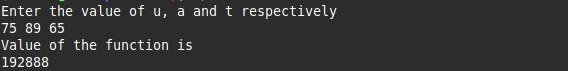 Enter the value of u, a and t respectively
75 89 65
Value of the function is
192888